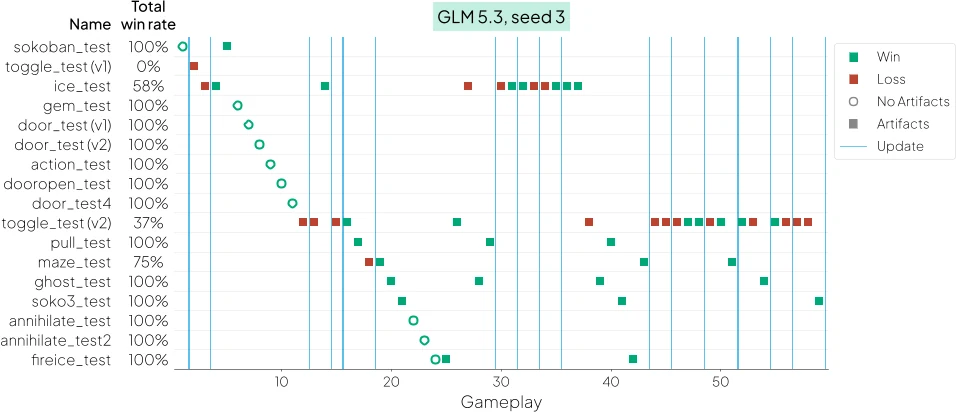 Total
Name win rate
GLM 5.3, seed 3
sokoban_test 100%
toggle_test (v1) 0%
ice_test 58%
gem_test 100%
door_test (v1) 100%
door_test (v2) 100%
action_test 100%
dooropen_test 100%
door_test4 100%
toggle_test (v2) 37%
pull_test 100%
maze_test 75%
ghost_test 100%
soko3_test 100%
annihilate_test 100%
annihilate_test2 100%
fireice_test 100%
10 20 30 40 50
Gameplay
Win
Loss
No Artifacts
Artifacts
Update